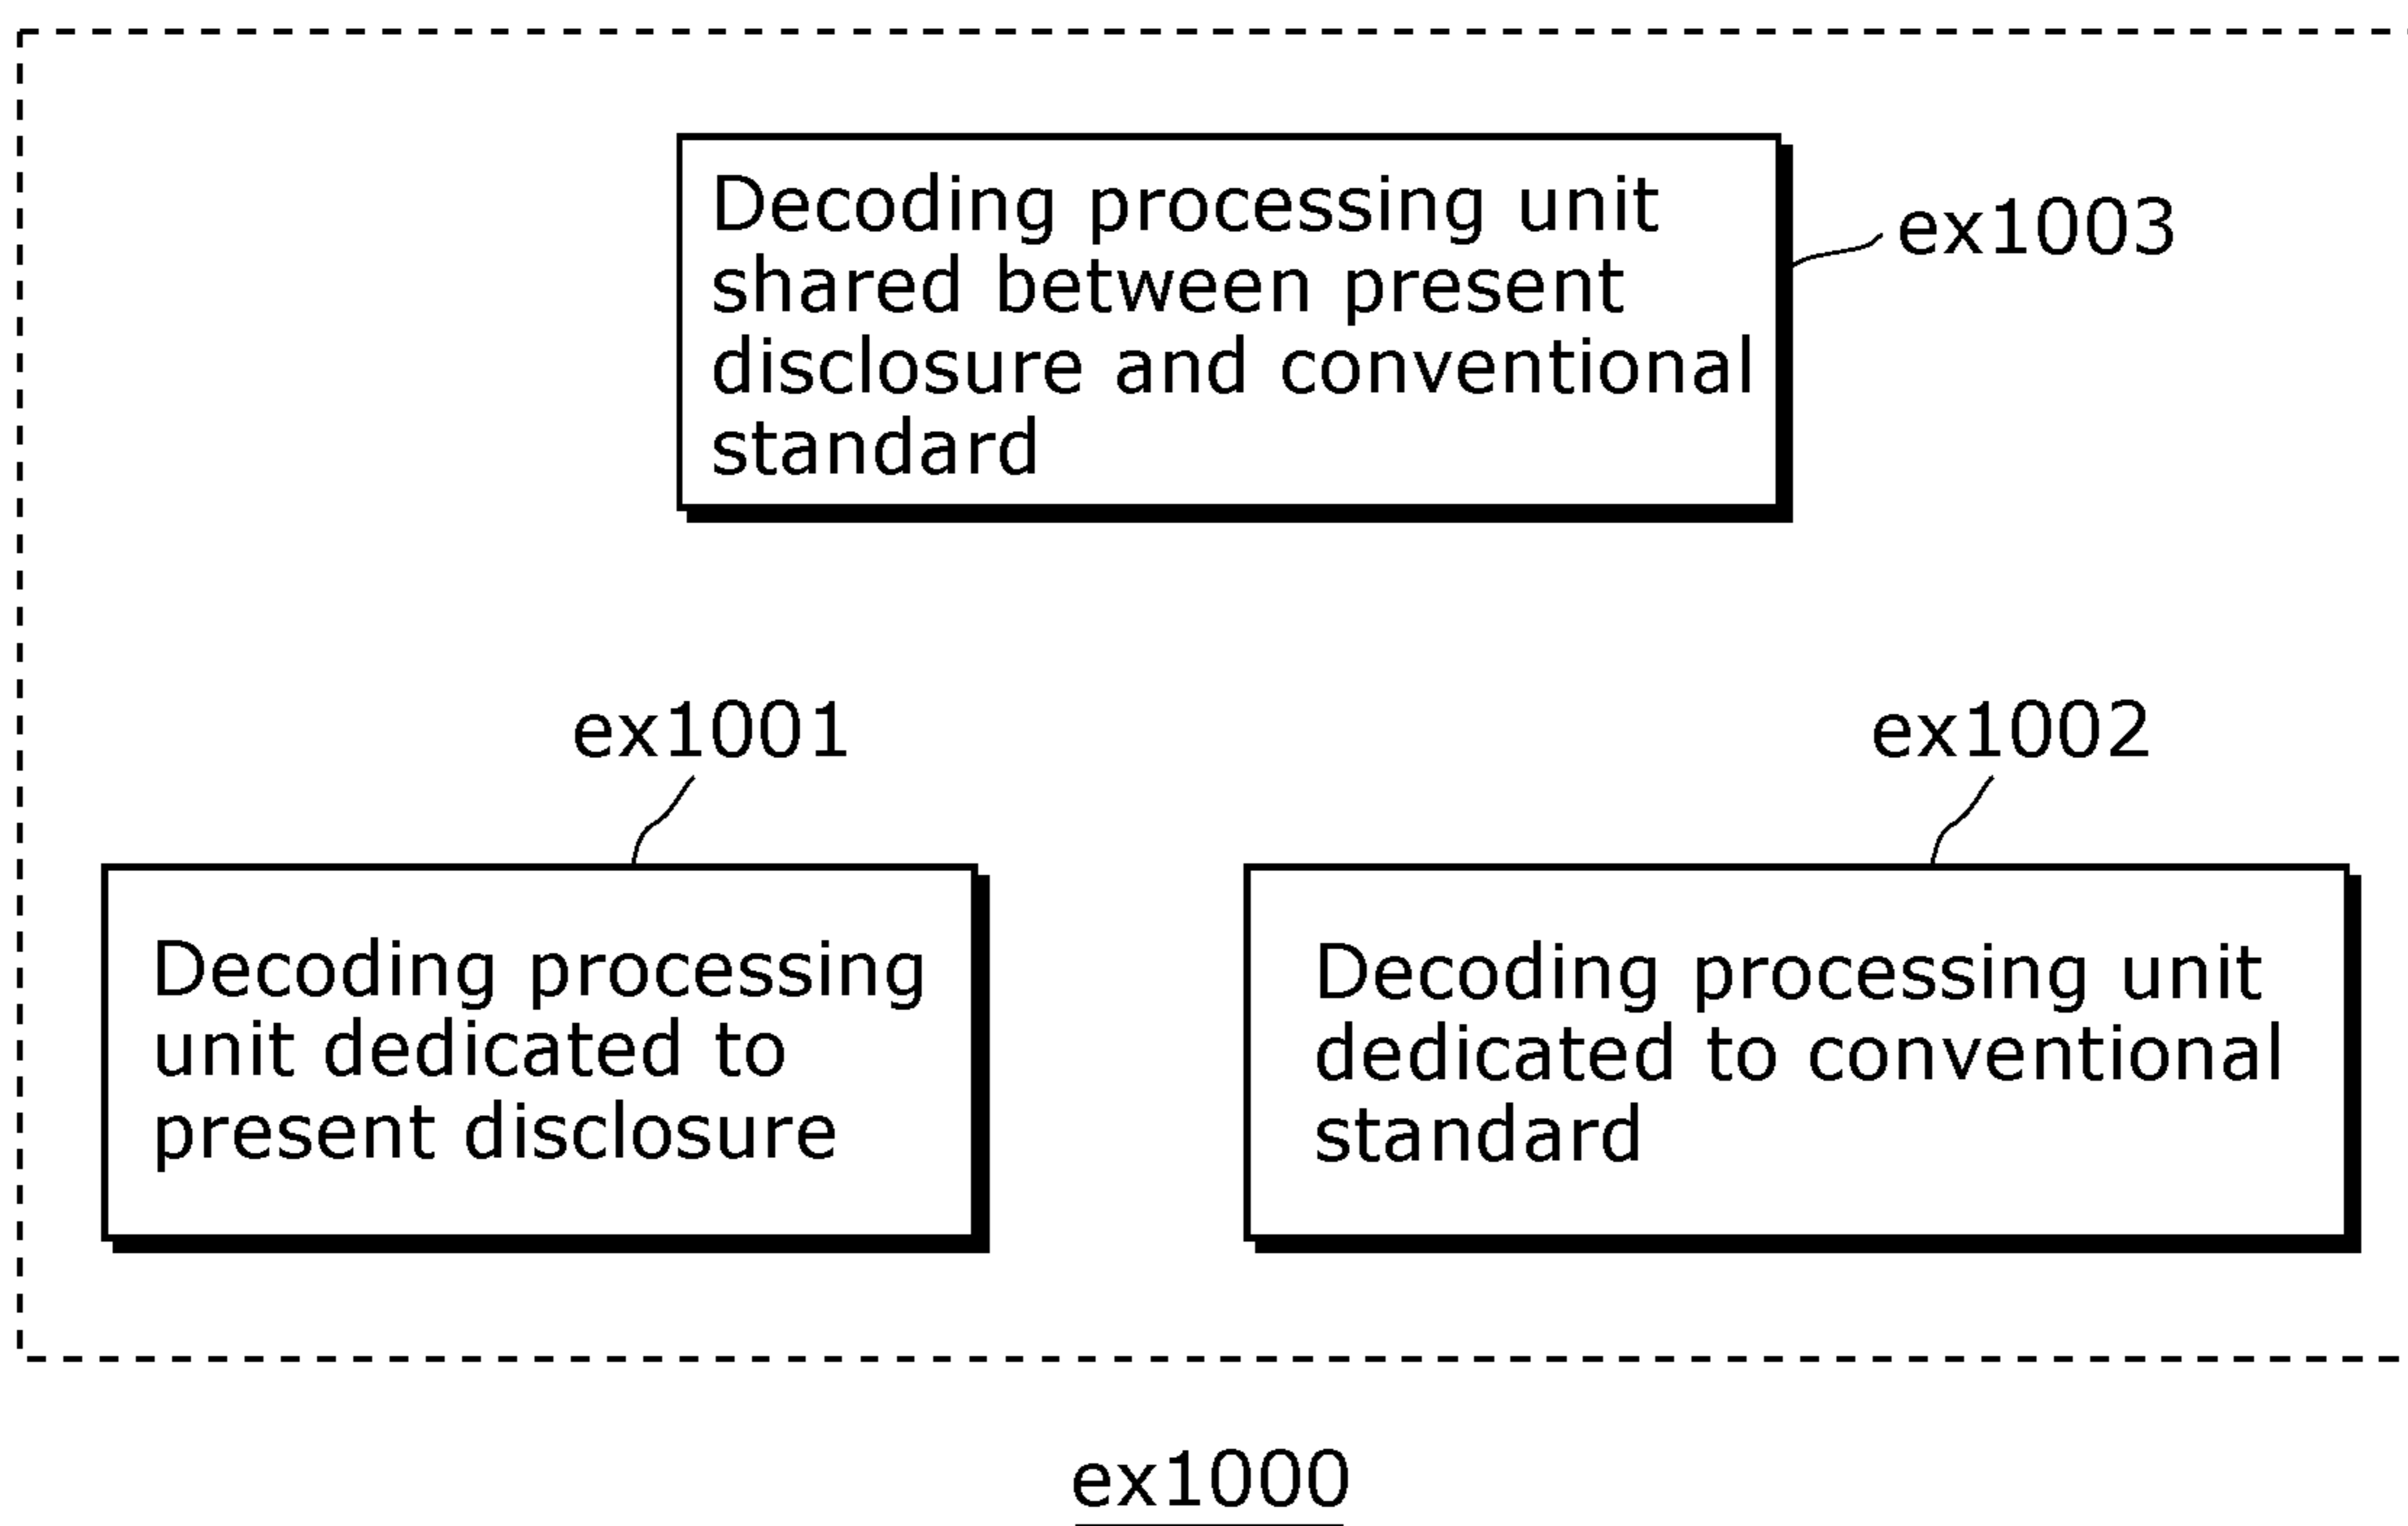 Decoding processing unit
shared between present
disclosure and conventional
standard
ex1003
ex1001
ex1002
Decoding processing
unit dedicated to
present disclosure
Decoding processing unit
dedicated to conventional
standard
ex1000